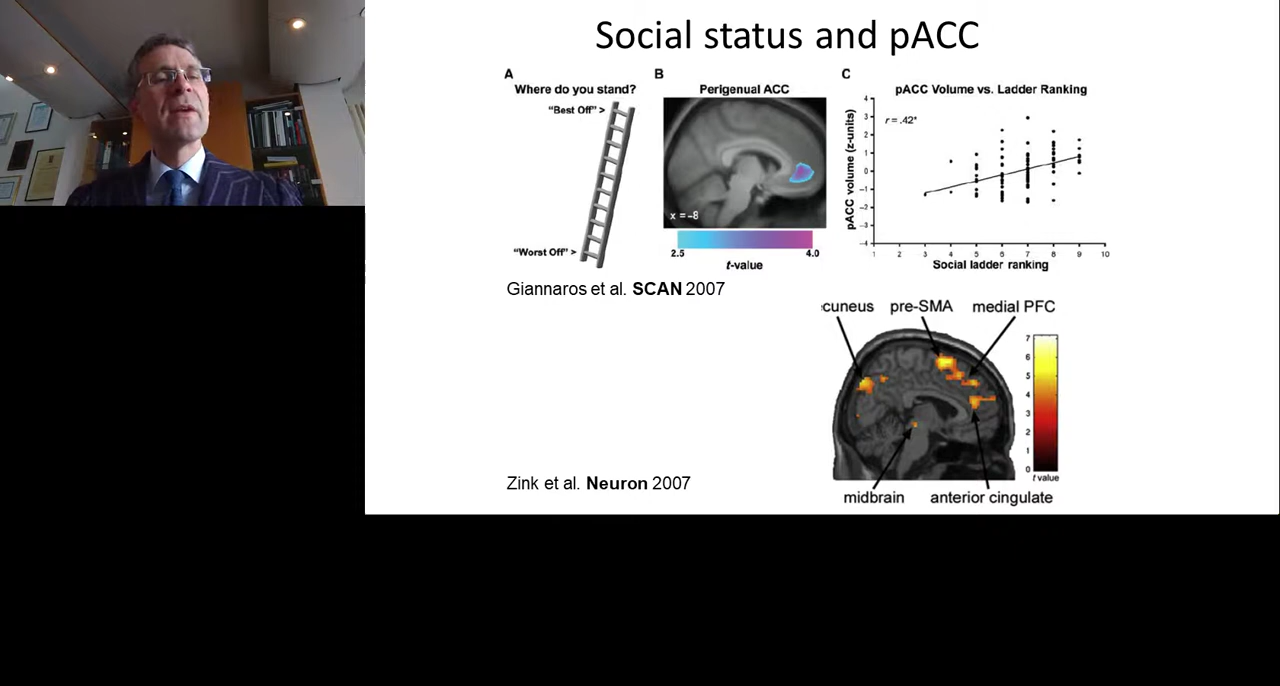 Social status and pACC
A
Where do you stand?
"Best Off" >
"Worst Off" >
B
Perigenual ACC
x = -8
2.5
4.0
t-value
C
pACC Volume vs. Ladder Ranking
r = .42*
pACC volume (z-units)
4
3
2
1
0
-1
-2
-3
-4
1 2 3 4 5 6 7 8 9 10
Social ladder ranking
Giannaros et al. SCAN 2007
cuneus pre-SMA medial PFC
7
6
5
4
3
2
1
0
t value
midbrain anterior cingulate
Zink et al. Neuron 2007